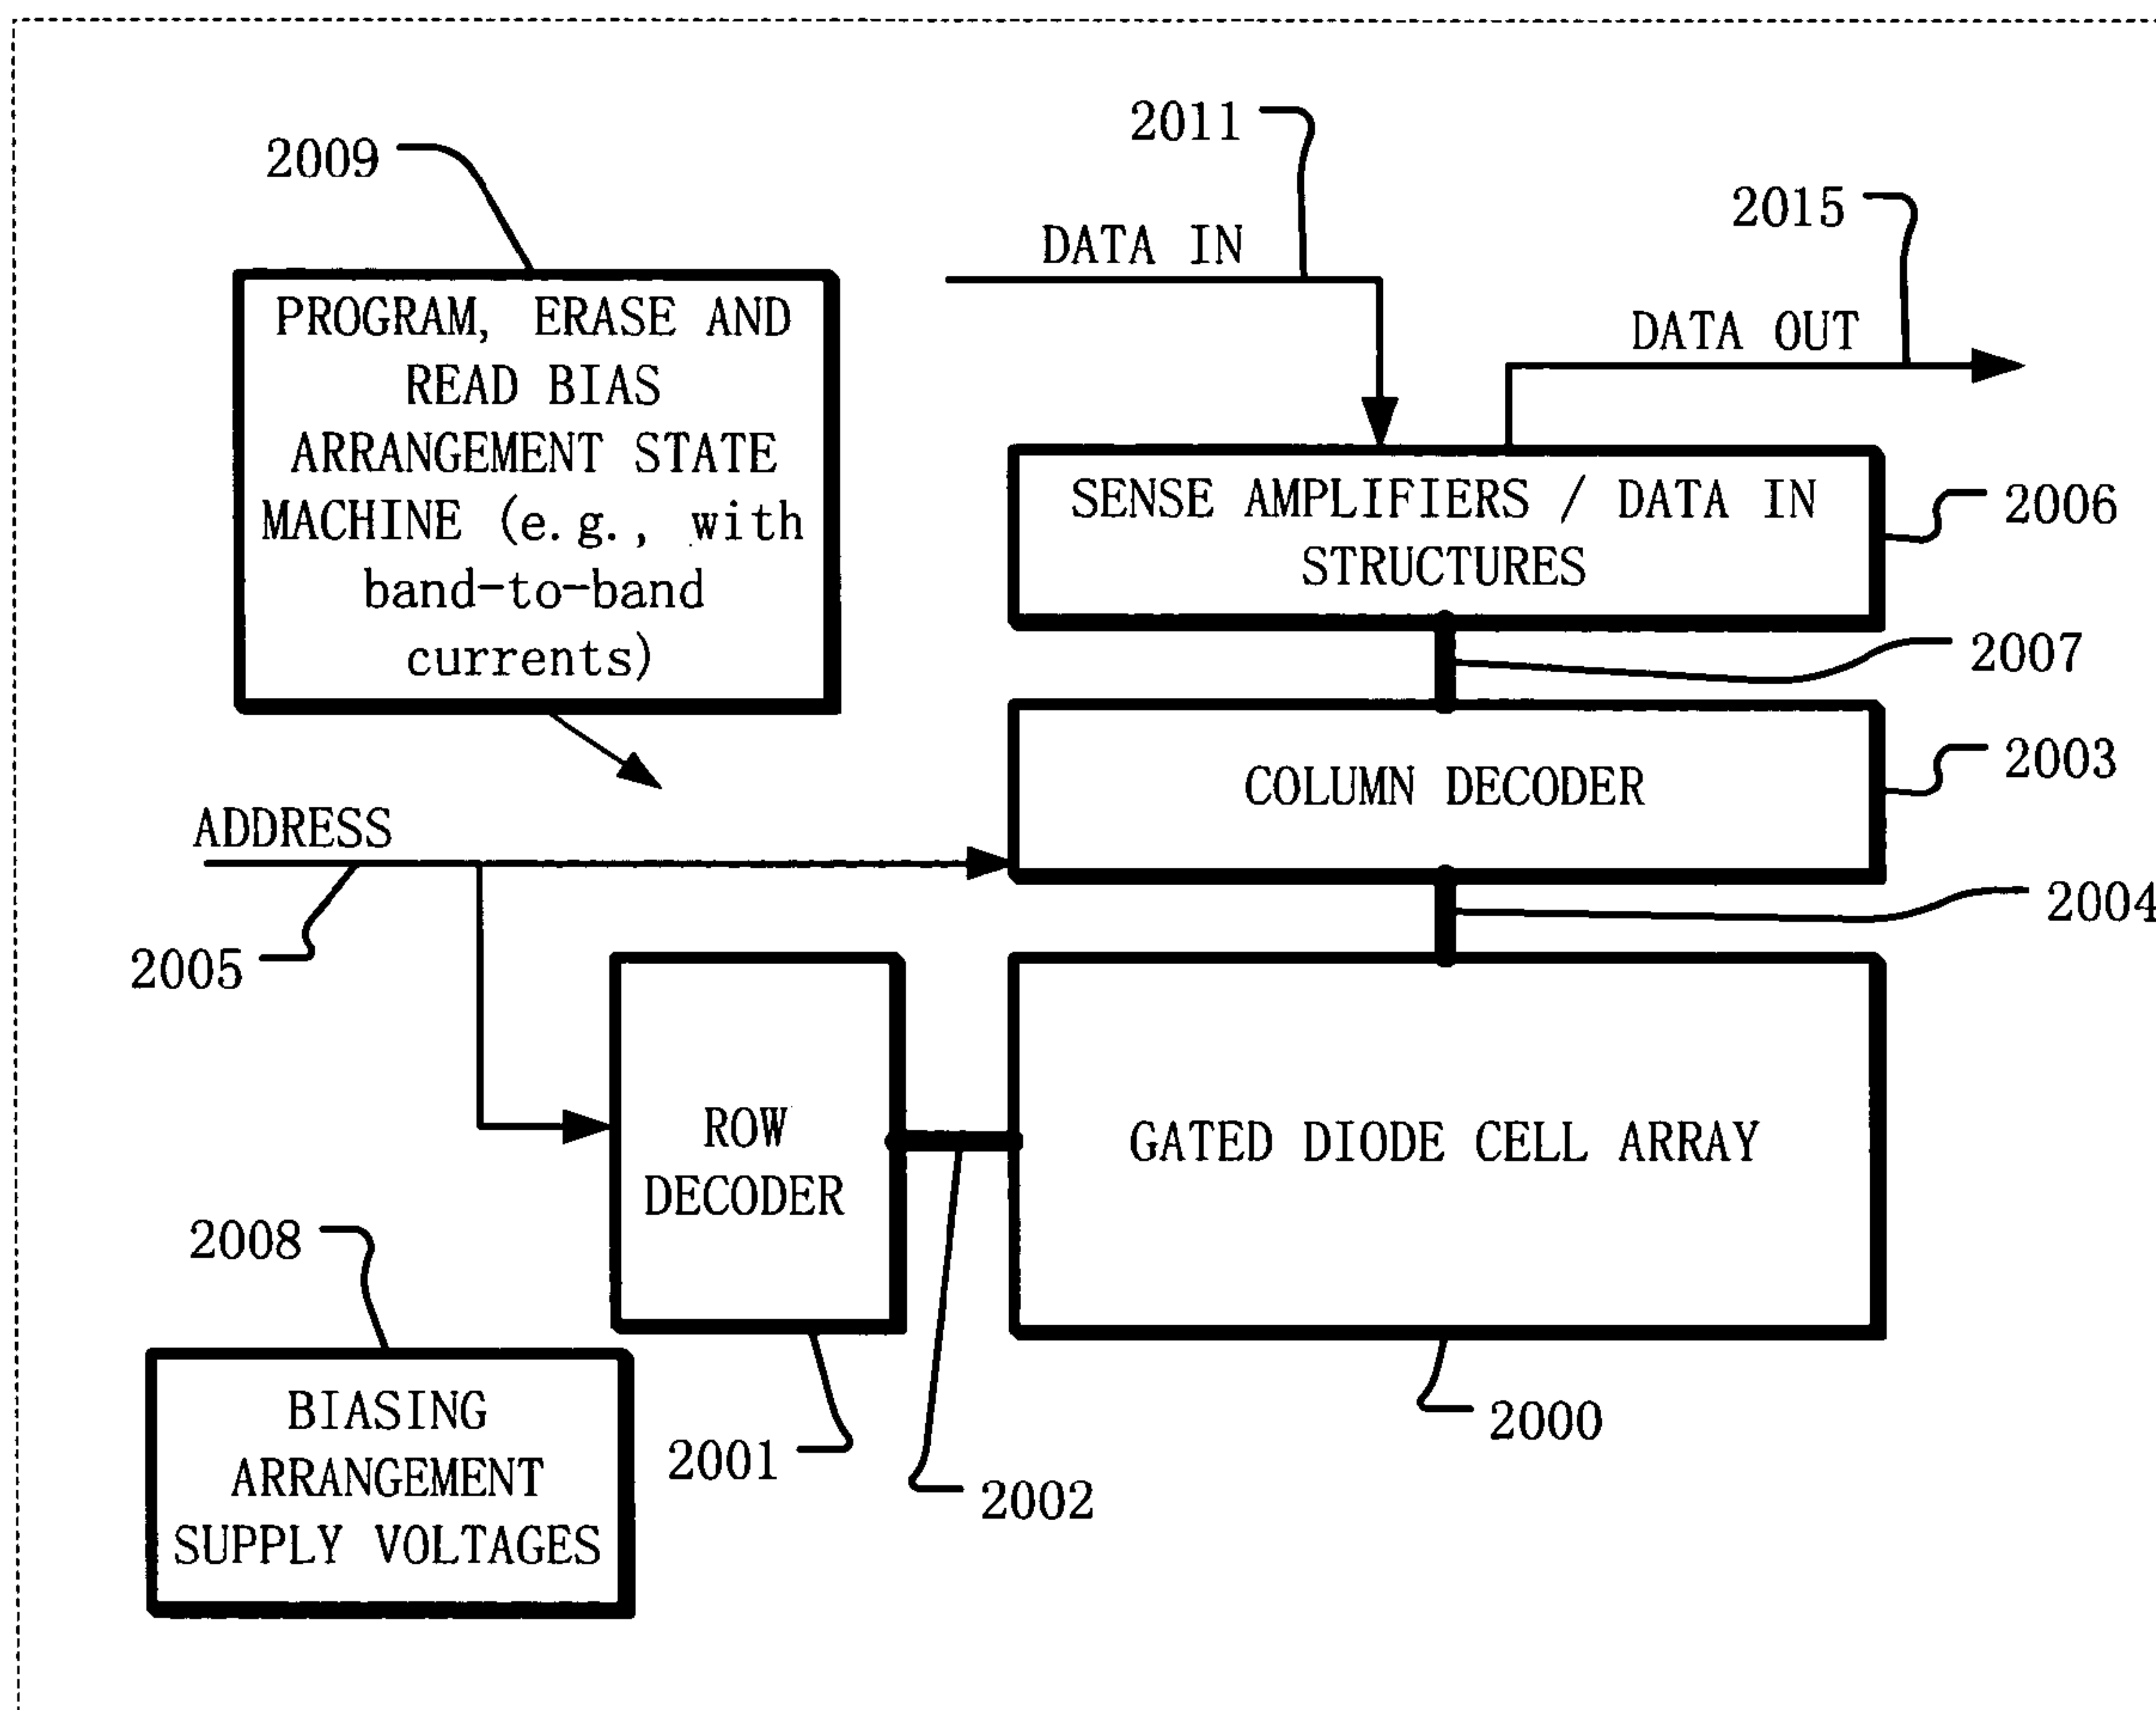 2011
2009
2015
DATA IN
PROGRAM, ERASE AND
READ BIAS
ARRANGEMENT STATE
MACHINE (e.g., with
band-to-band
currents)
DATA OUT
SENSE AMPLIFIERS / DATA IN
STRUCTURES
2006
2007
COLUMN DECODER
2003
ADDRESS
2004
2005
ROW
DECODER
GATED DIODE CELL ARRAY
2008
2001
2002
2000
BIASING
ARRANGEMENT
SUPPLY VOLTAGES